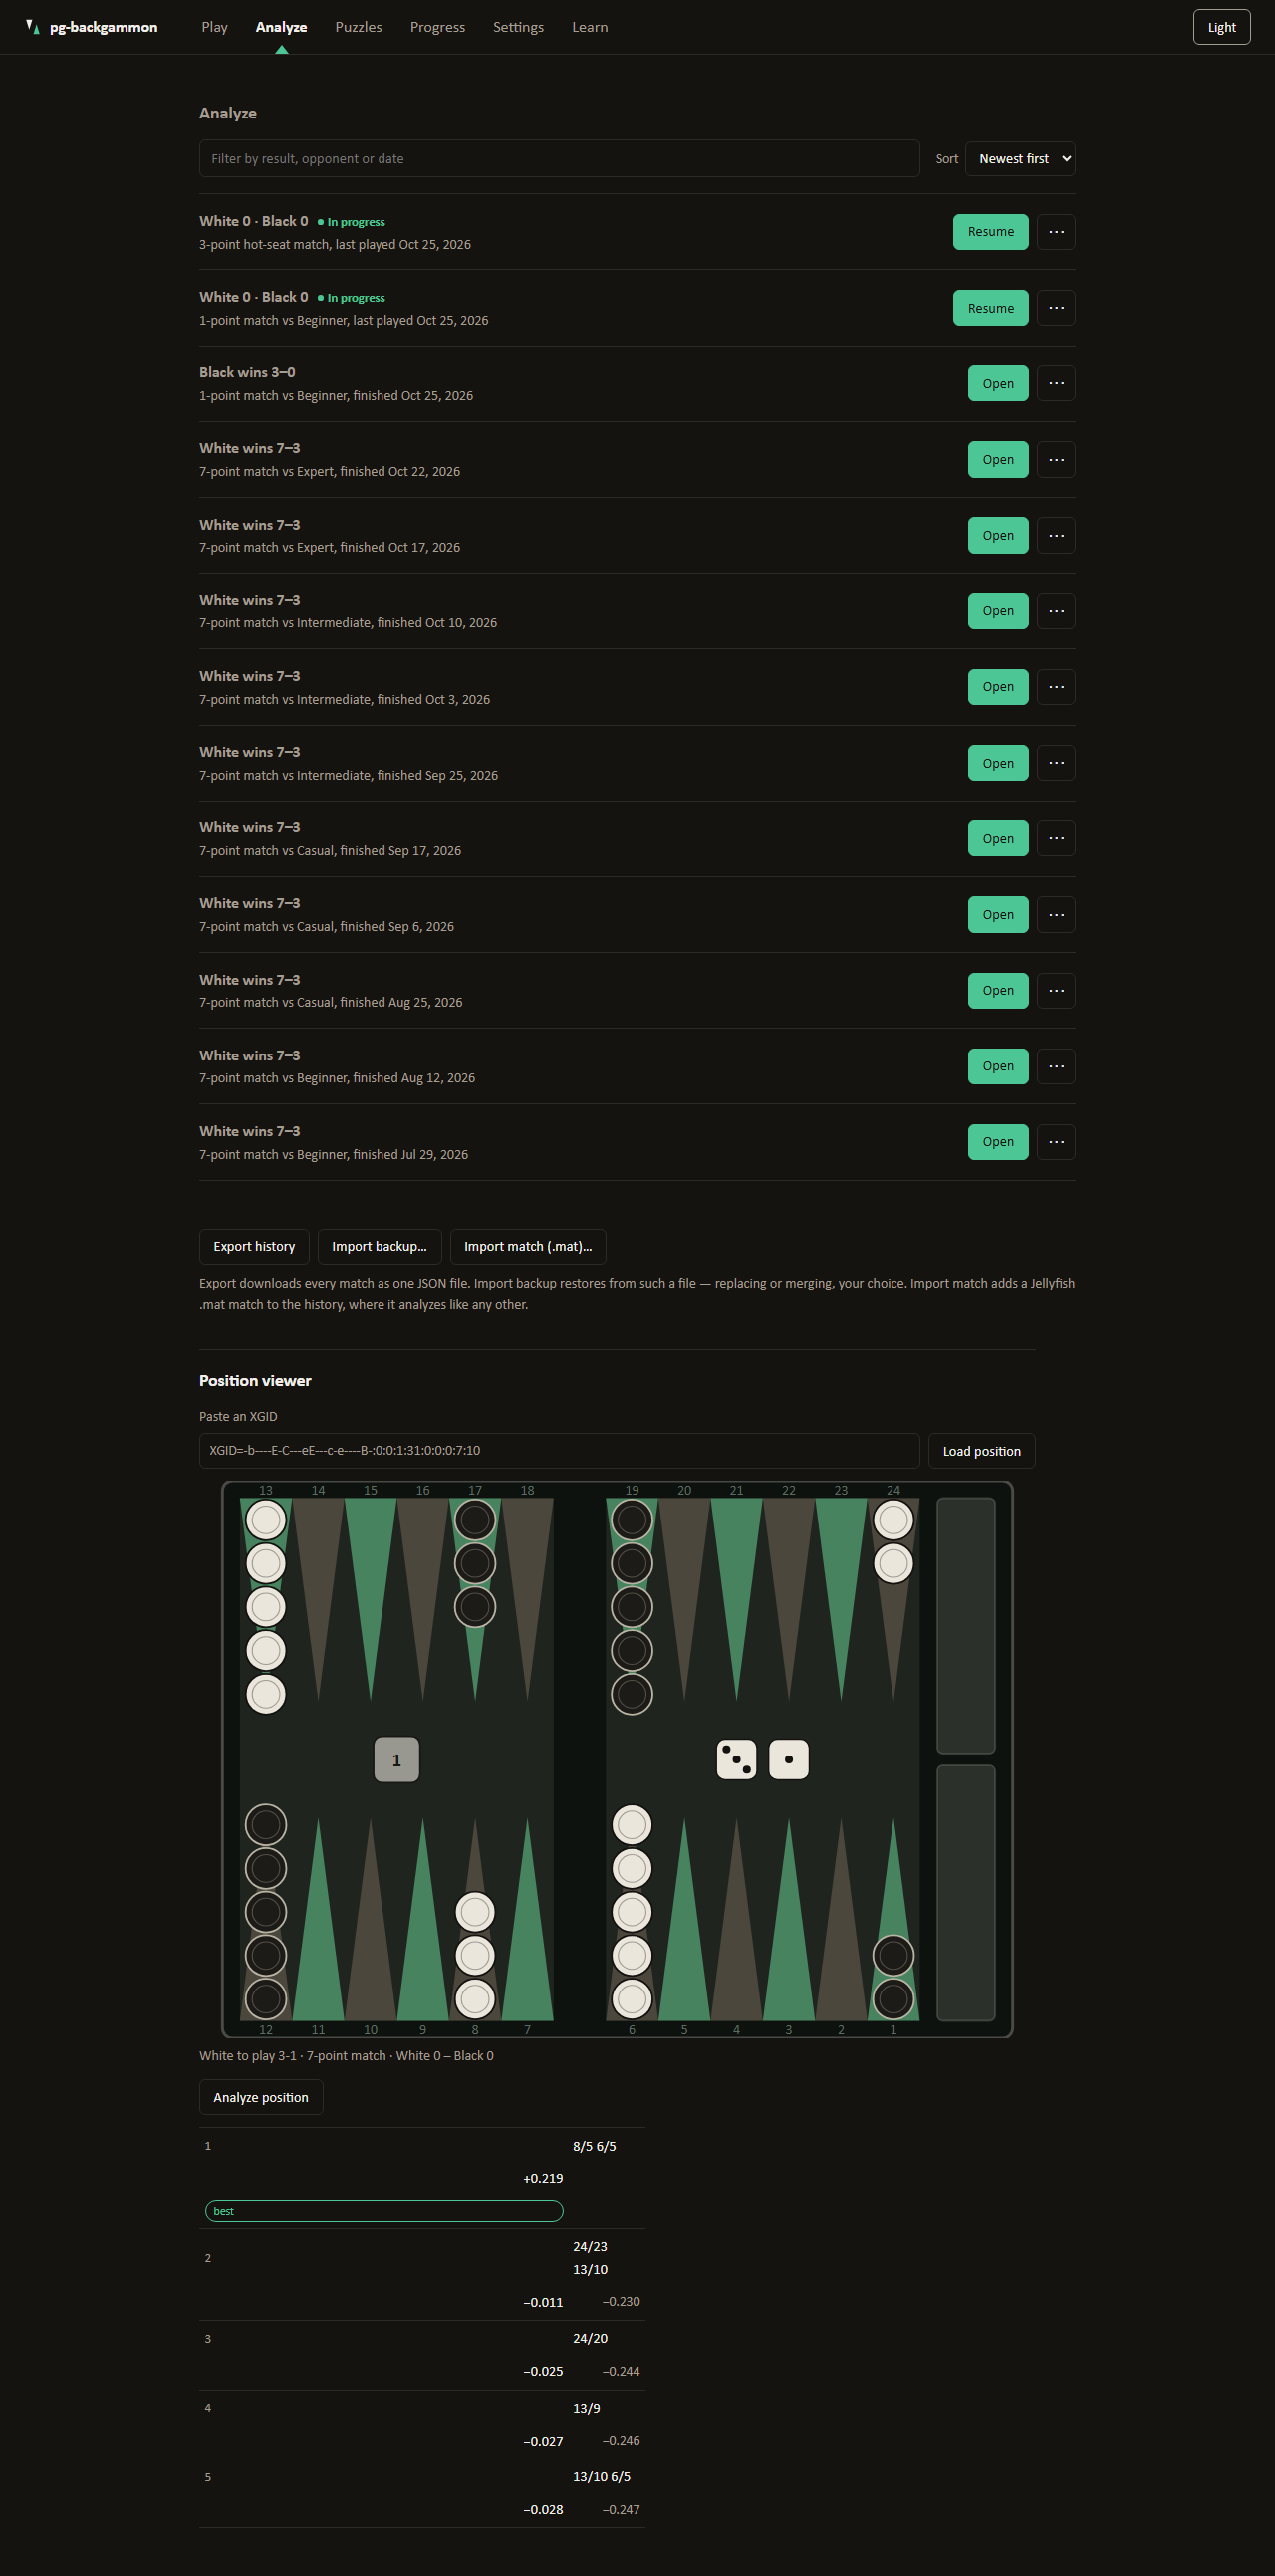 pg-backgammon Play Analyze Puzzles Progress Settings Learn Light
Analyze
Filter by result, opponent or date Sort Newest first
White 0 · Black 0 In progress
3-point hot-seat match, last played Oct 25, 2026
Resume ...
White 0 · Black 0 In progress
1-point match vs Beginner, last played Oct 25, 2026
Resume ...
Black wins 3–0
1-point match vs Beginner, finished Oct 25, 2026
Open ...
White wins 7–3
7-point match vs Expert, finished Oct 22, 2026
Open ...
White wins 7–3
7-point match vs Expert, finished Oct 17, 2026
Open ...
White wins 7–3
7-point match vs Intermediate, finished Oct 10, 2026
Open ...
White wins 7–3
7-point match vs Intermediate, finished Oct 3, 2026
Open ...
White wins 7–3
7-point match vs Intermediate, finished Sep 25, 2026
Open ...
White wins 7–3
7-point match vs Casual, finished Sep 17, 2026
Open ...
White wins 7–3
7-point match vs Casual, finished Sep 6, 2026
Open ...
White wins 7–3
7-point match vs Casual, finished Aug 25, 2026
Open ...
White wins 7–3
7-point match vs Beginner, finished Aug 12, 2026
Open ...
White wins 7–3
7-point match vs Beginner, finished Jul 29, 2026
Open ...
Export history Import backup... Import match (.mat)...
Export downloads every match as one JSON file. Import backup restores from such a file — replacing or merging, your choice. Import match adds a Jellyfish
.mat match to the history, where it analyzes like any other.
Position viewer
Paste an XGID
XGID=-b----E-C---eE---c-e----B-:0:0:1:31:0:0:0:7:10 Load position
13 14 15 16 17 18 19 20 21 22 23 24
1
12 11 10 9 8 7 6 5 4 3 2 1
White to play 3-1 · 7-point match · White 0 – Black 0
Analyze position
1 8/5 6/5
+0.219
best
2 24/23
13/10
−0.011 −0.230
3 24/20
−0.025 −0.244
4 13/9
−0.027 −0.246
5 13/10 6/5
−0.028 −0.247